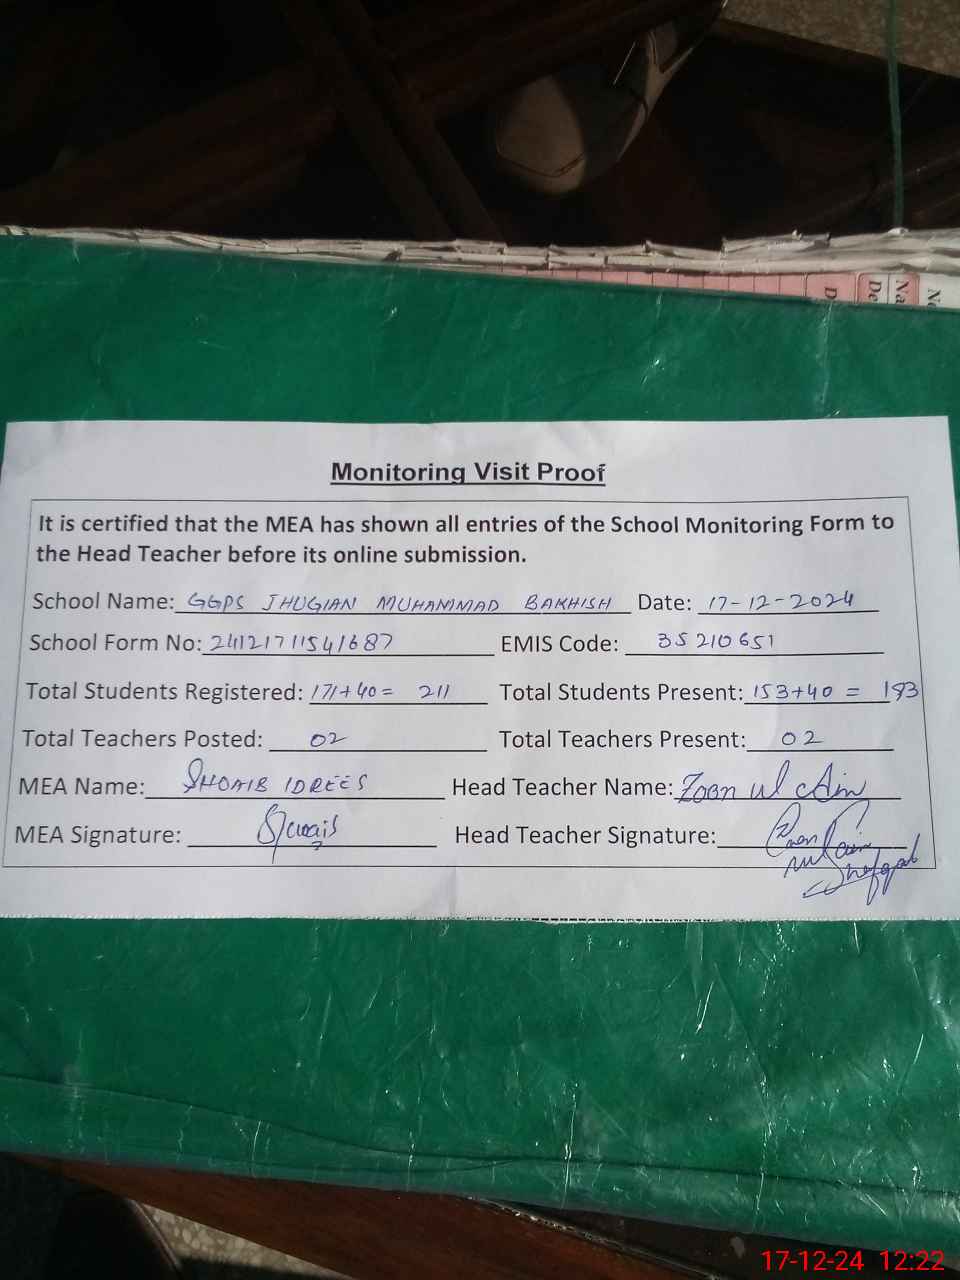 No
Na
De
D
Monitoring Visit Proof
It is certified that the MEA has shown all entries of the School Monitoring Form to
the Head Teacher before its online submission.
School Name: GGPS JHUGIAN MUHAMMAD BAKHISH Date: 17-12-2024
School Form No: 24121711541687 EMIS Code: 35210651
Total Students Registered: 171+40 = 211 Total Students Present: 153+40 = 193
Total Teachers Posted: 02 Total Teachers Present: 02
MEA Name: SHOAIB IDREES Head Teacher Name: ul Ain
MEA Signature: Head Teacher Signature:
17-12-24 12:22